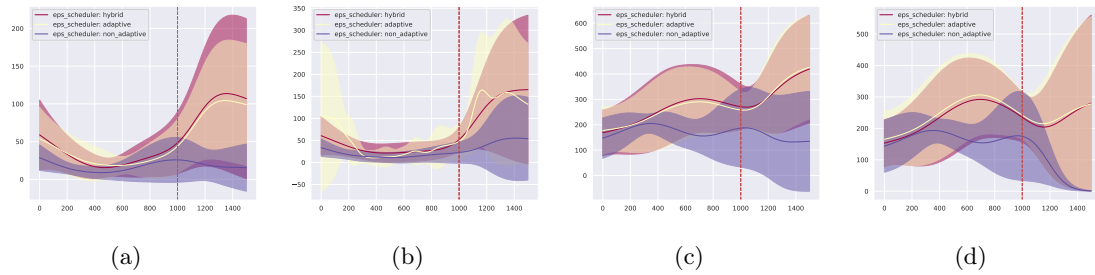 eps_scheduler: hybrid
eps_scheduler: adaptive
eps_scheduler: non_adaptive
200
150
100
50
0
0 200 400 600 800 1000 1200 1400
(a)
eps_scheduler: hybrid
eps_scheduler: adaptive
eps_scheduler: non_adaptive
350
300
250
200
150
100
50
0
−50
0 200 400 600 800 1000 1200 1400
(b)
eps_scheduler: hybrid
eps_scheduler: adaptive
eps_scheduler: non_adaptive
600
500
400
300
200
100
0
0 200 400 600 800 1000 1200 1400
(c)
eps_scheduler: hybrid
eps_scheduler: adaptive
eps_scheduler: non_adaptive
500
400
300
200
100
0
0 200 400 600 800 1000 1200 1400
(d)